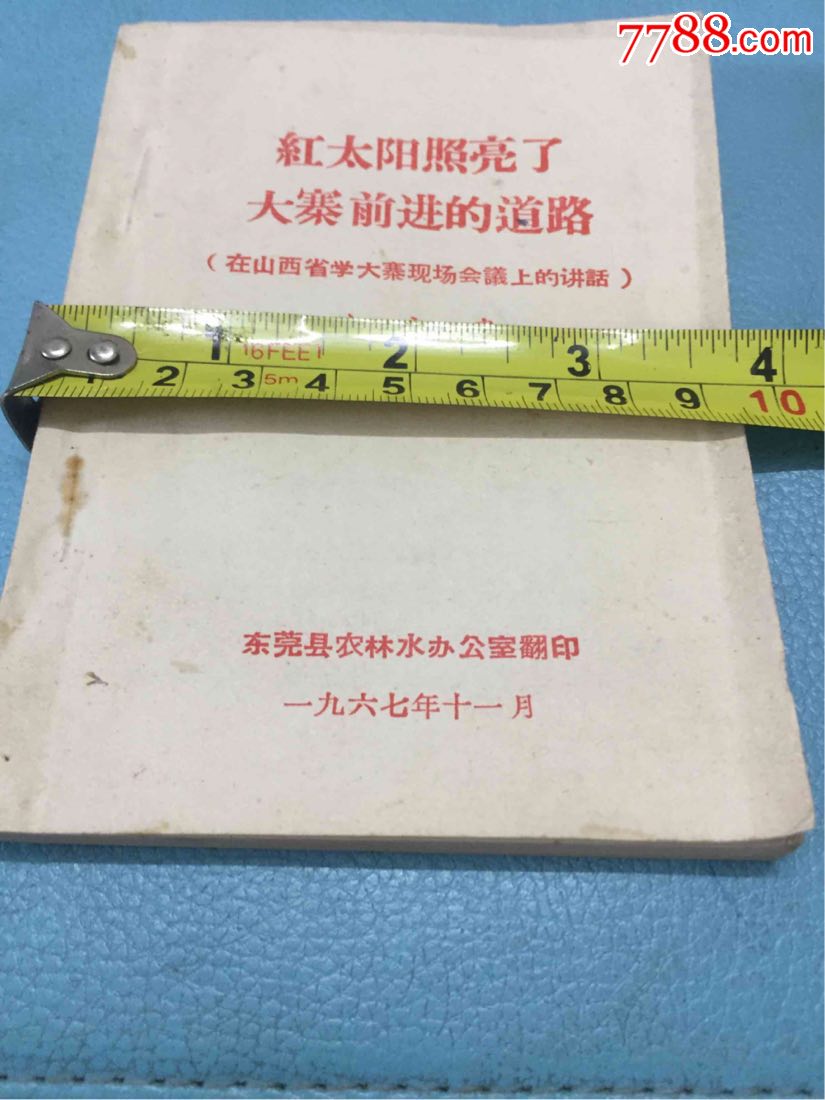 7788.com
紅太阳照亮了
大寨前进的道路
（在山西省学大寨现场会議上的讲話）
1 16FEET 2 3 4
1 2 3 5m 4 5 6 7 8 9 10
东莞县农林水办公室翻印
一九六七年十一月